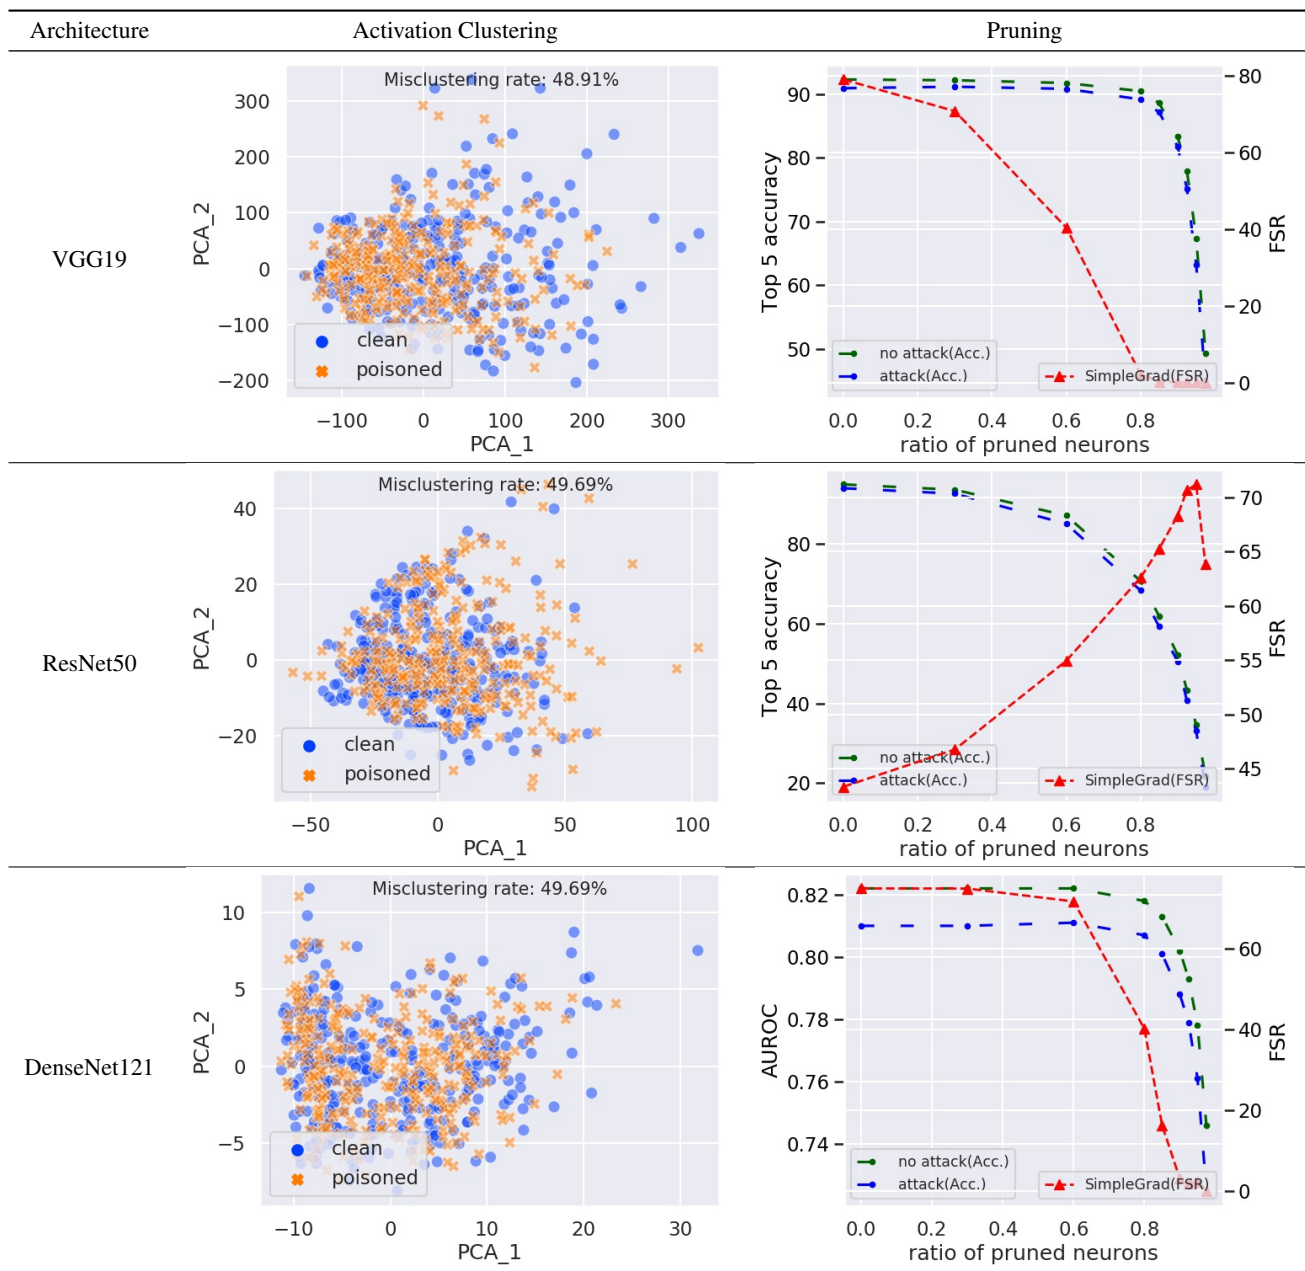 Architecture Activation Clustering Pruning
VGG19
Misclustering rate: 48.91%
300
200
100
0
−100
−200
PCA_2
clean
poisoned
−100 0 100 200 300
PCA_1
90
80
70
60
50
Top 5 accuracy
no attack(Acc.)
attack(Acc.)
SimpleGrad(FSR)
80
60
40
20
0
FSR
0.0 0.2 0.4 0.6 0.8
ratio of pruned neurons
ResNet50
Misclustering rate: 49.69%
40
20
0
−20
PCA_2
clean
poisoned
−50 0 50 100
PCA_1
80
60
40
20
Top 5 accuracy
no attack(Acc.)
attack(Acc.)
SimpleGrad(FSR)
70
65
60
55
50
45
FSR
0.0 0.2 0.4 0.6 0.8
ratio of pruned neurons
DenseNet121
Misclustering rate: 49.69%
10
5
0
−5
PCA_2
clean
poisoned
−10 0 10 20 30
PCA_1
0.82
0.80
0.78
0.76
0.74
AUROC
no attack(Acc.)
attack(Acc.)
SimpleGrad(FSR)
60
40
20
0
FSR
0.0 0.2 0.4 0.6 0.8
ratio of pruned neurons